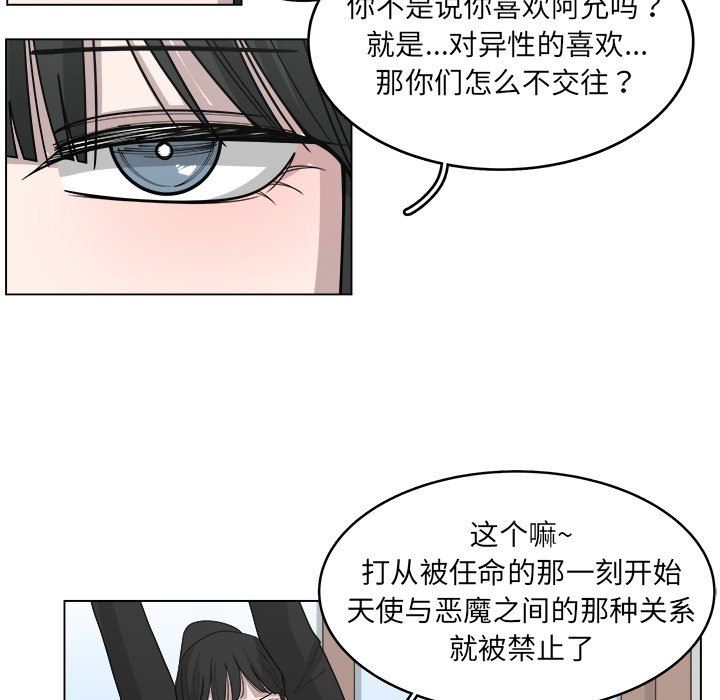 你不是说你喜欢阿兄吗？
就是...对异性的喜欢...
那你们怎么不交往？
这个嘛~
打从被任命的那一刻开始
天使与恶魔之间的那种关系
就被禁止了